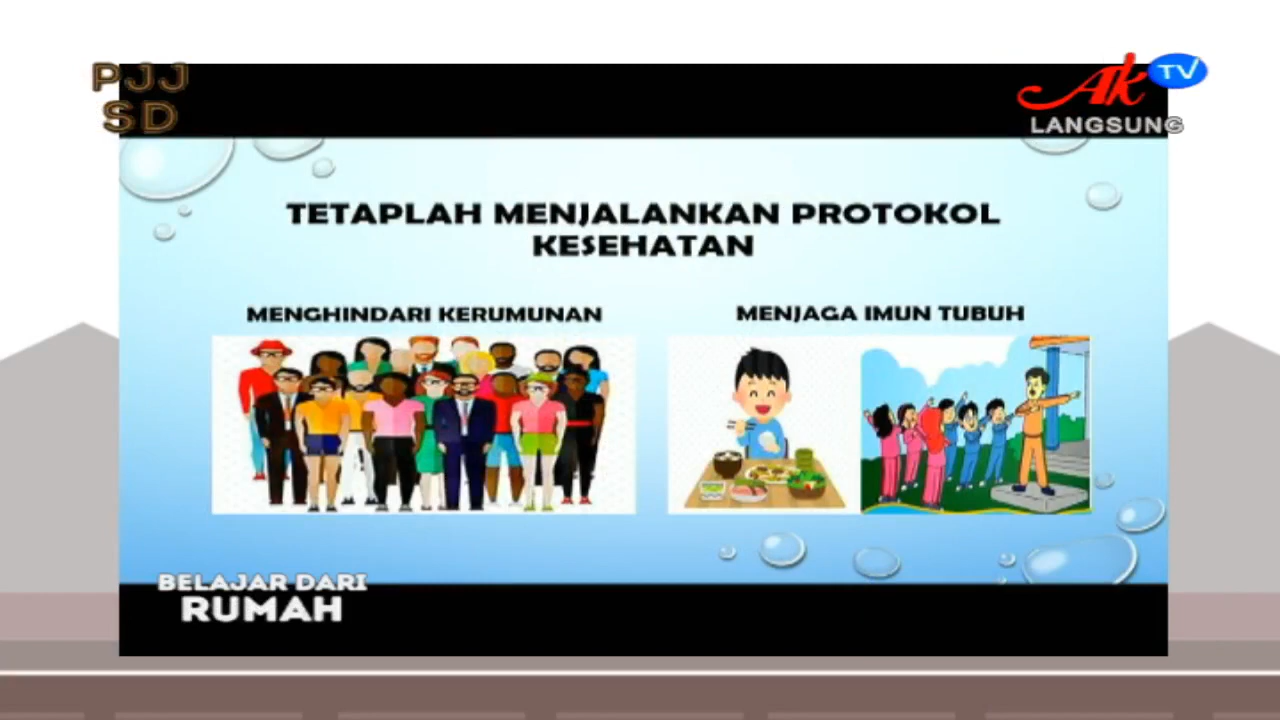 PJJ
SD
Ak TV
LANGSUNG
TETAPLAH MENJALANKAN PROTOKOL
KESEHATAN
MENGHINDARI KERUMUNAN
MENJAGA IMUN TUBUH
BELAJAR DARI
RUMAH